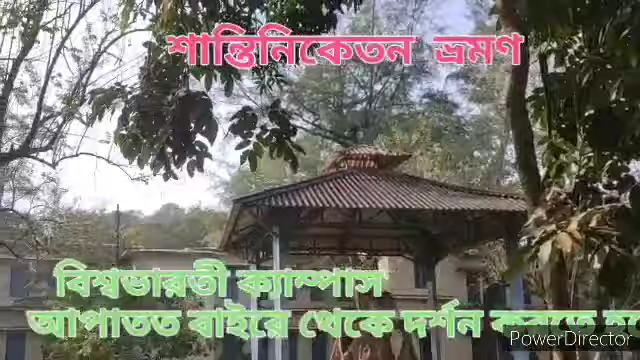 শান্তিনিকেতন ভ্রমণ
বিশ্বভারতী ক্যাম্পাস
আপাতত বাইরে থেকে দর্শন করতে
PowerDirector